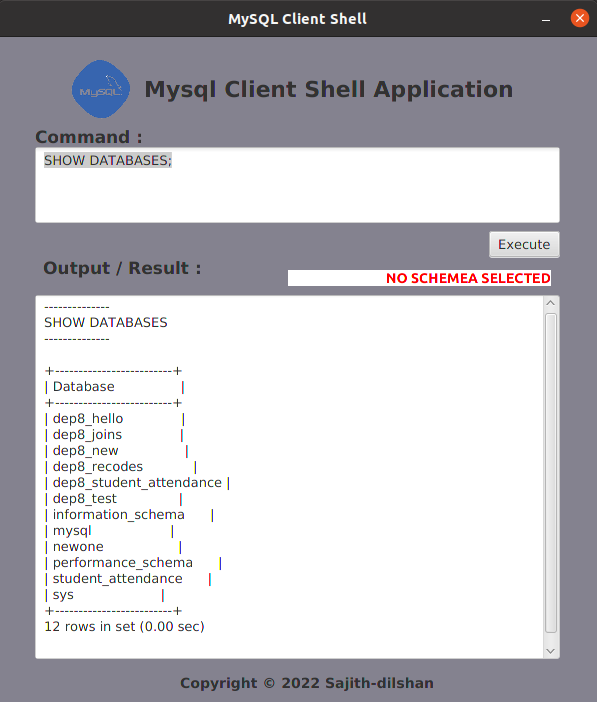 MySQL Client Shell
MySQL
Mysql Client Shell Application
Command :
SHOW DATABASES;
Execute
Output / Result :
NO SCHEMEA SELECTED
--------------
SHOW DATABASES
--------------
+-------------------------+
| Database |
+-------------------------+
| dep8_hello |
| dep8_joins |
| dep8_new |
| dep8_recodes |
| dep8_student_attendance |
| dep8_test |
| information_schema |
| mysql |
| newone |
| performance_schema |
| student_attendance |
| sys |
+-------------------------+
12 rows in set (0.00 sec)
Copyright © 2022 Sajith-dilshan